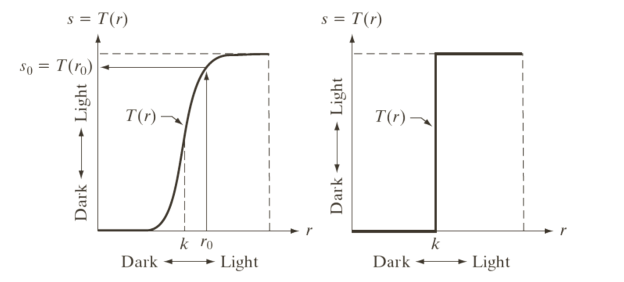 s = T(r)
s₀ = T(r₀)
Dark ⟷ Light
T(r)
k r₀
r
Dark ⟷ Light
s = T(r)
Dark ⟷ Light
T(r)
k
r
Dark ⟷ Light